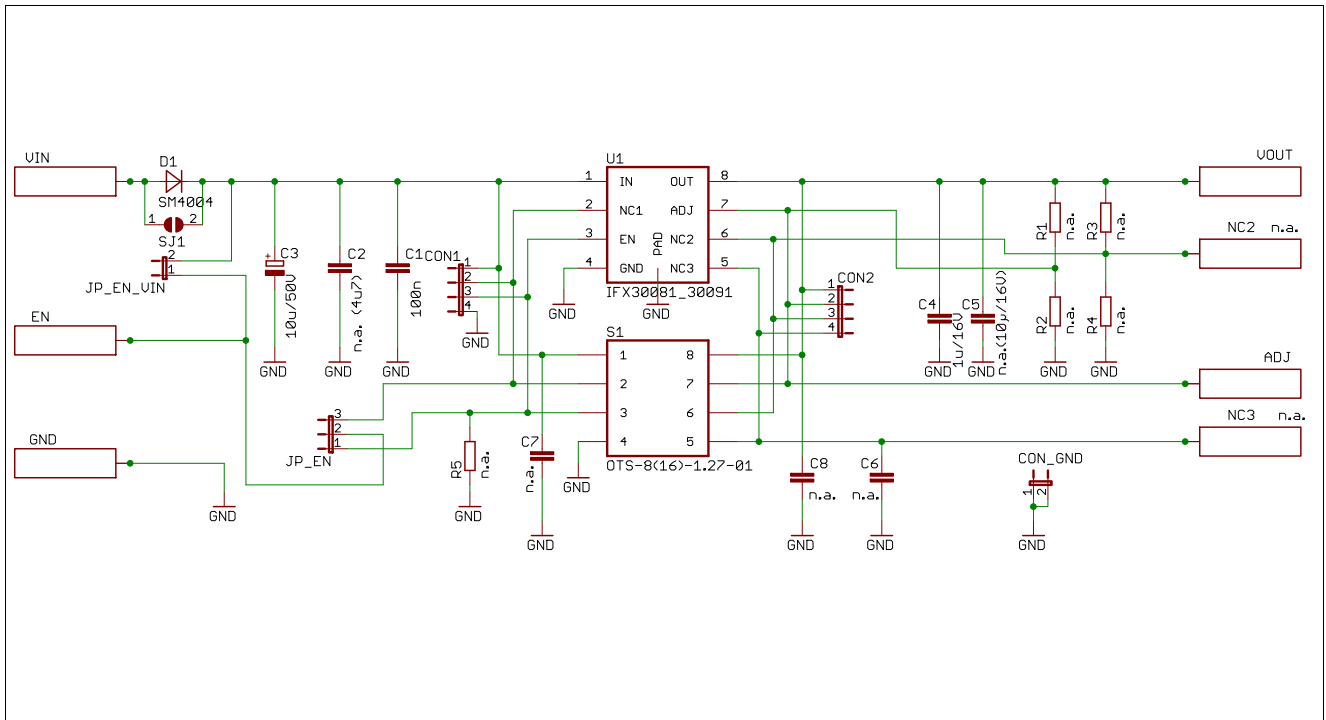 VIN
D1
SM4004
1 2
SJ1
2
1
JP_EN_VIN
EN
GND
GND
C3
+
10u/50V
GND
C2
n.a. (4u7)
GND
C1
100n
GND
CON1
1
2
3
4
GND
JP_EN
3
2
1
R5
n.a.
GND
C7
n.a.
GND
U1
1 IN OUT 8
2 NC1 ADJ 7
3 EN NC2 6
4 GND NC3 5
PAD
IFX30081_30091
GND
GND
S1
1 8
2 7
3 6
4 5
OTS-8(16)-1.27-01
GND
CON2
1
2
3
4
C8
n.a.
GND
C6
n.a.
GND
C4
1u/16V
GND
C5
n.a.(10µ/16V)
GND
R1
n.a.
R3
n.a.
R2
n.a.
GND
R4
n.a.
GND
CON_GND
1
2
GND
VOUT
NC2 n.a.
ADJ
NC3 n.a.